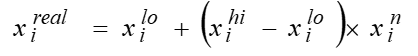 x_i^{real} = x_i^{lo} + (x_i^{hi} − x_i^{lo}) × x_i^n